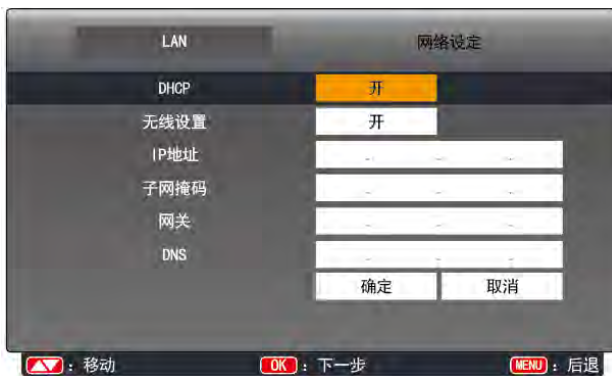 LAN 网络设定
DHCP 开
无线设置 开
IP地址 . . .
子网掩码 . . .
网关 . . .
DNS . . .
确定 取消
：移动 OK ：下一步 MENU ：后退